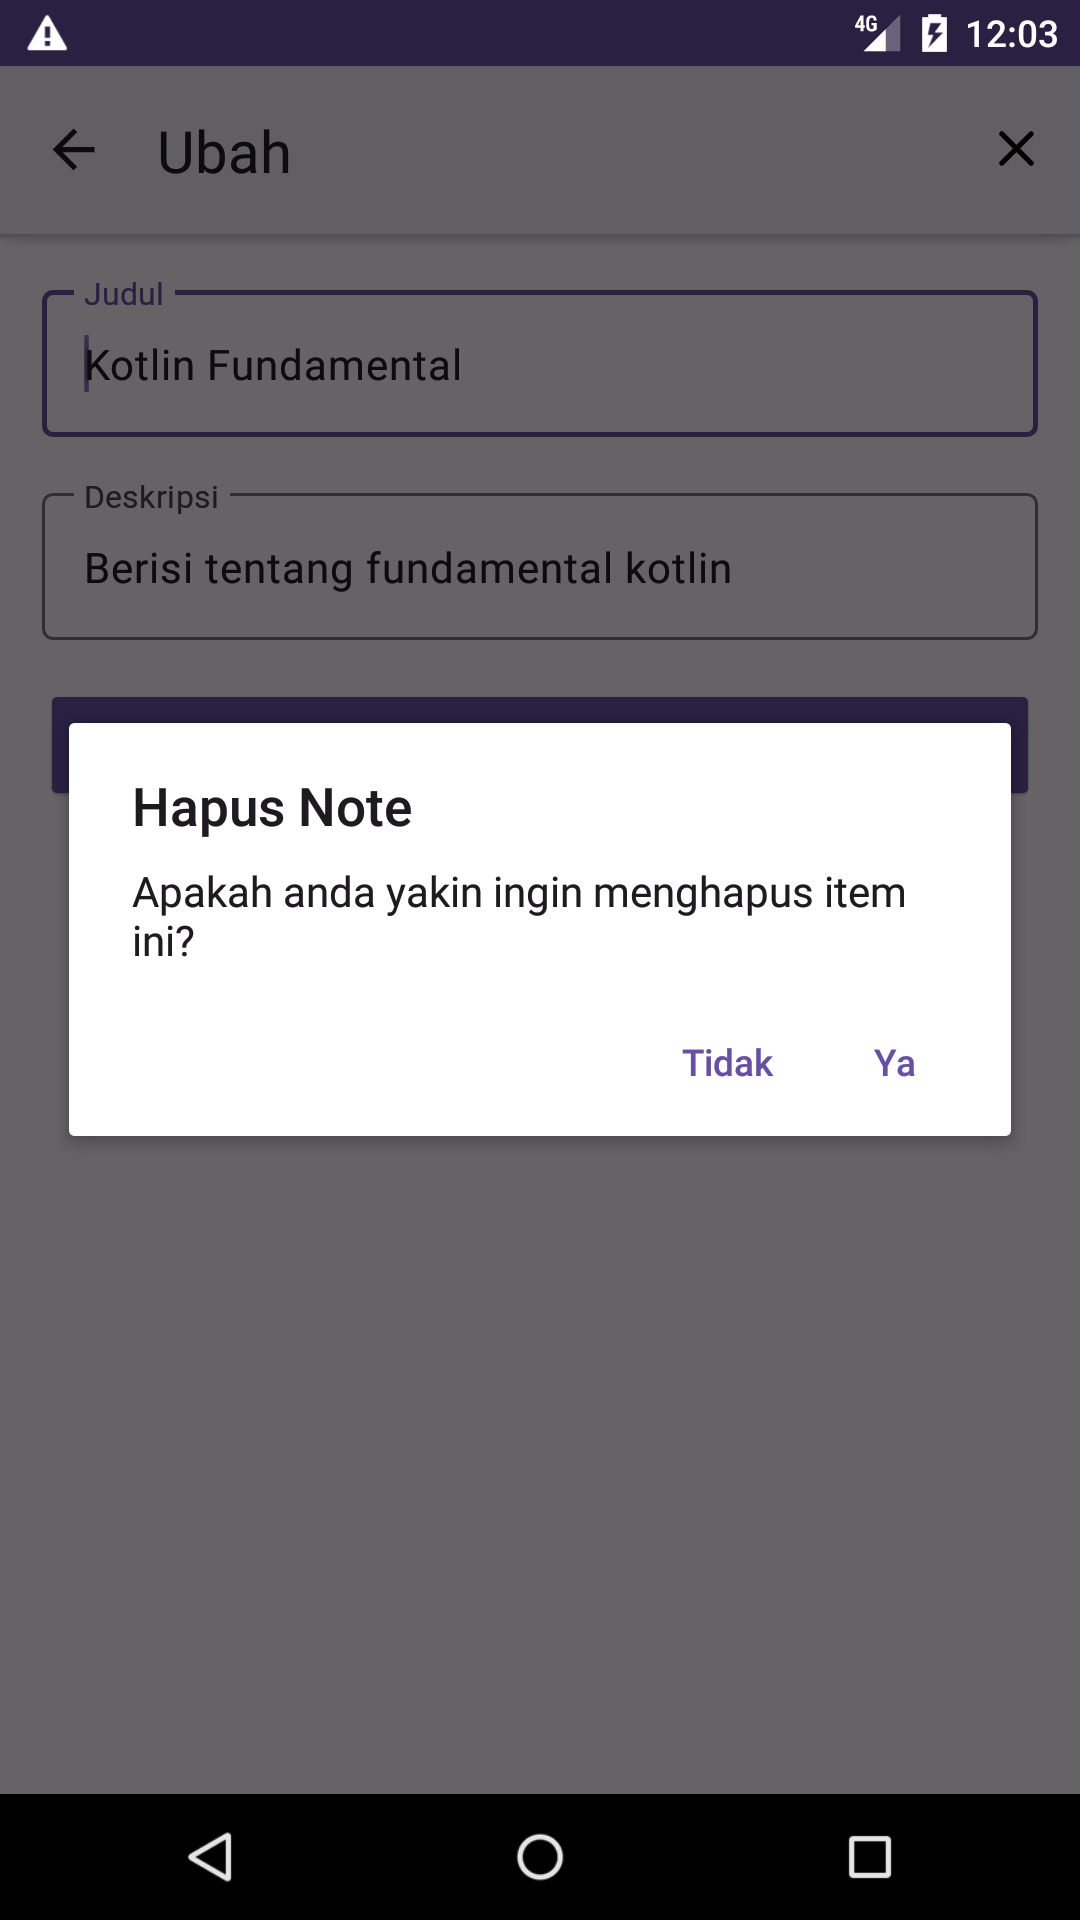 4G 12:03
Ubah
Judul
Kotlin Fundamental
Deskripsi
Berisi tentang fundamental kotlin
Hapus Note
Apakah anda yakin ingin menghapus item
ini?
Tidak Ya